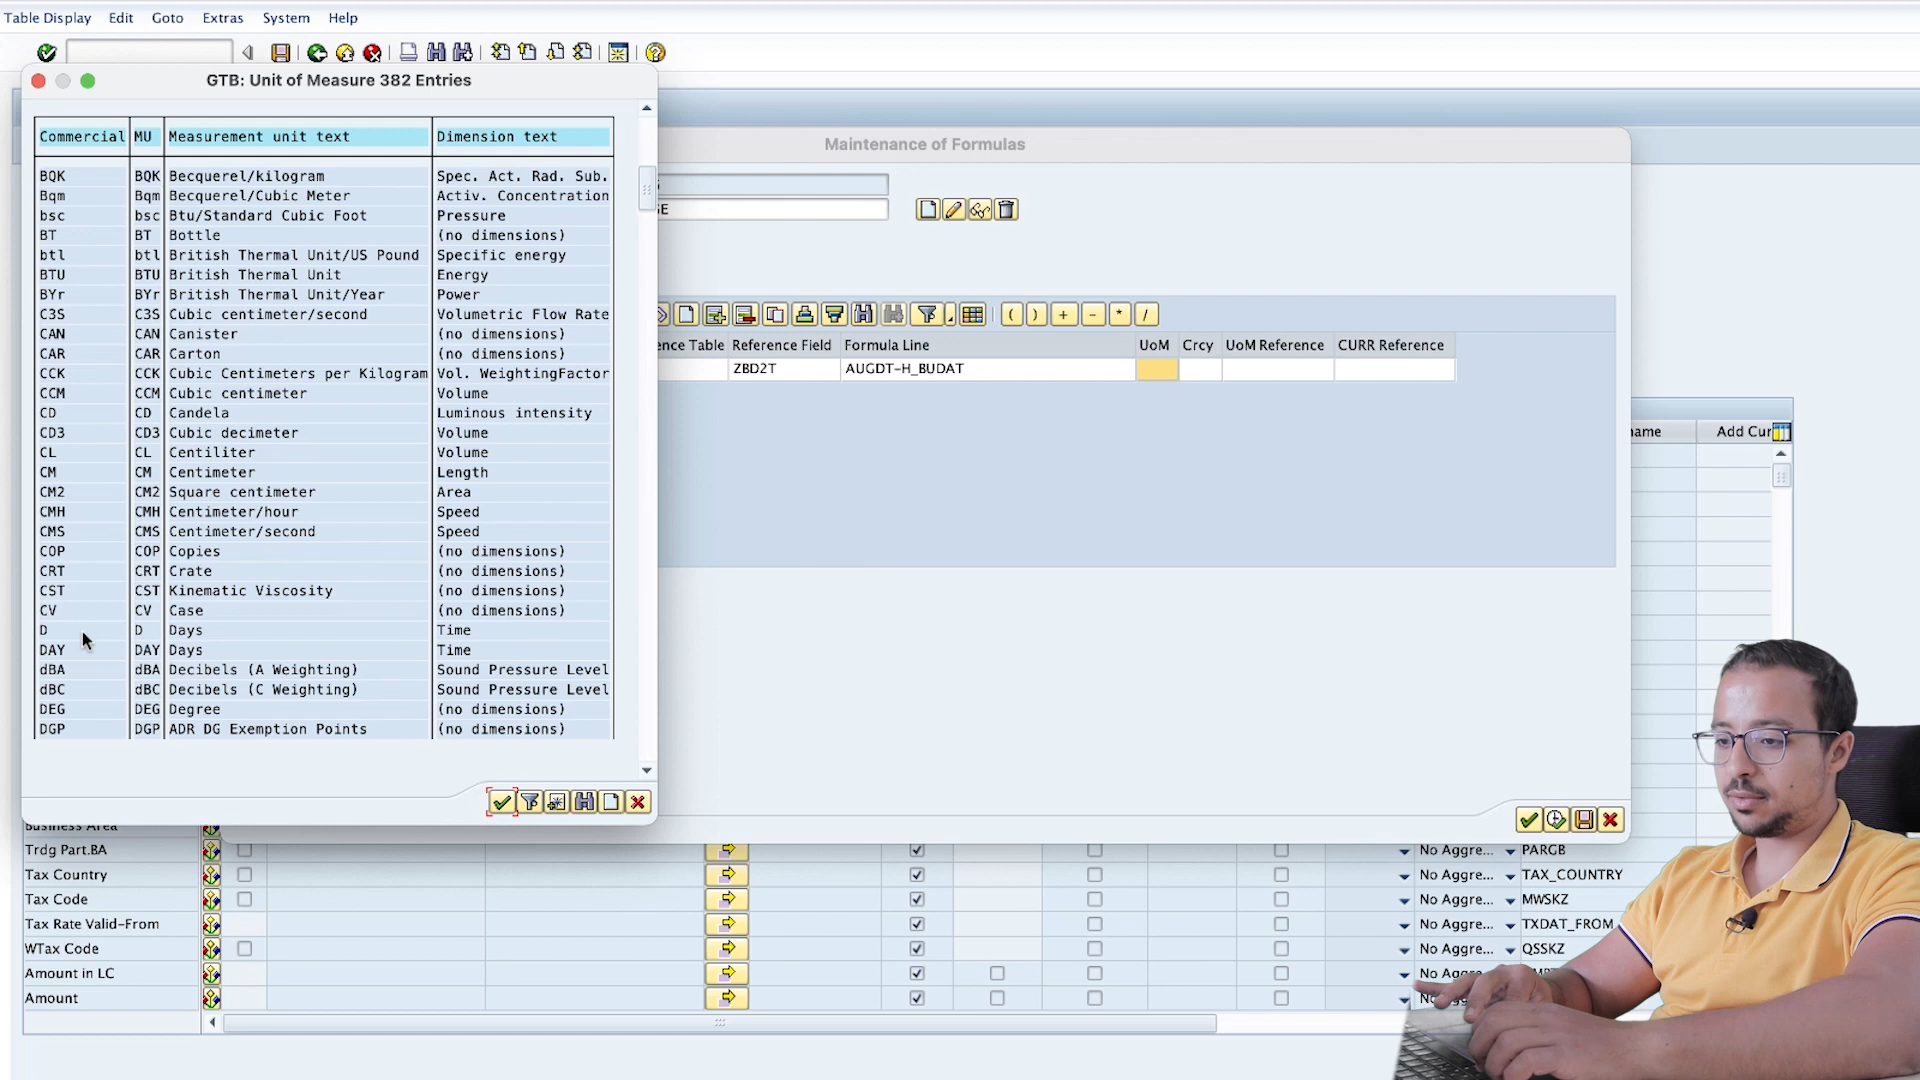 Table Display Edit Goto Extras System Help
GTB: Unit of Measure 382 Entries
Commercial MU Measurement unit text Dimension text
BQK BQK Becquerel/kilogram Spec. Act. Rad. Sub.
Bqm Bqm Becquerel/Cubic Meter Activ. Concentration
bsc bsc Btu/Standard Cubic Foot Pressure
BT BT Bottle (no dimensions)
btl btl British Thermal Unit/US Pound Specific energy
BTU BTU British Thermal Unit Energy
BYr BYr British Thermal Unit/Year Power
C3S C3S Cubic centimeter/second Volumetric Flow Rate
CAN CAN Canister (no dimensions)
CAR CAR Carton (no dimensions)
CCK CCK Cubic Centimeters per Kilogram Vol. WeightingFactor
CCM CCM Cubic centimeter Volume
CD CD Candela Luminous intensity
CD3 CD3 Cubic decimeter Volume
CL CL Centiliter Volume
CM CM Centimeter Length
CM2 CM2 Square centimeter Area
CMH CMH Centimeter/hour Speed
CMS CMS Centimeter/second Speed
COP COP Copies (no dimensions)
CRT CRT Crate (no dimensions)
CST CST Kinematic Viscosity (no dimensions)
CV CV Case (no dimensions)
D D Days Time
DAY DAY Days Time
dBA dBA Decibels (A Weighting) Sound Pressure Level
dBC dBC Decibels (C Weighting) Sound Pressure Level
DEG DEG Degree (no dimensions)
DGP DGP ADR DG Exemption Points (no dimensions)
Maintenance of Formulas
GE
( ) + - * /
ence Table Reference Field Formula Line UoM Crcy UoM Reference CURR Reference
ZBD2T AUGDT-H_BUDAT
name Add Cur
Business Area
Trdg Part.BA No Aggre... PARGB
Tax Country No Aggre... TAX_COUNTRY
Tax Code No Aggre... MWSKZ
Tax Rate Valid-From No Aggre... TXDAT_FROM
WTax Code No Aggre... QSSKZ
Amount in LC No Aggre...
Amount